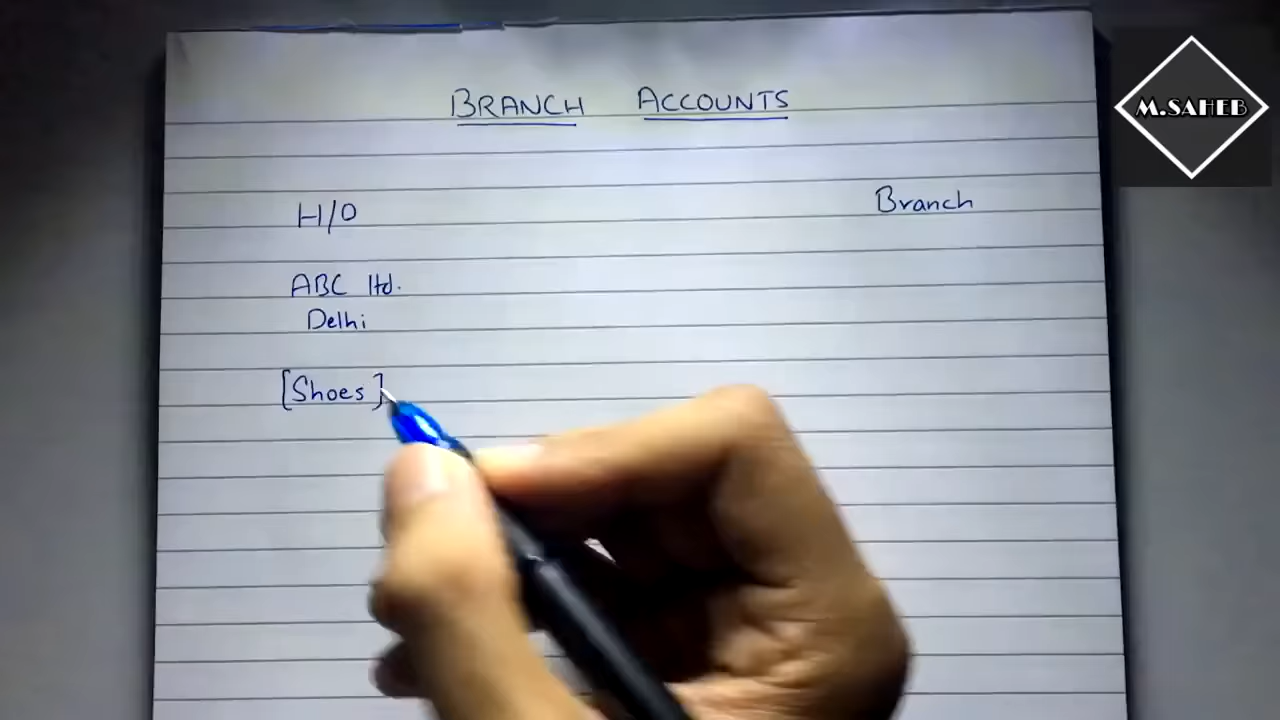 BRANCH ACCOUNTS
M.SAHEB
H/O
Branch
ABC ltd.
Delhi
[Shoes]